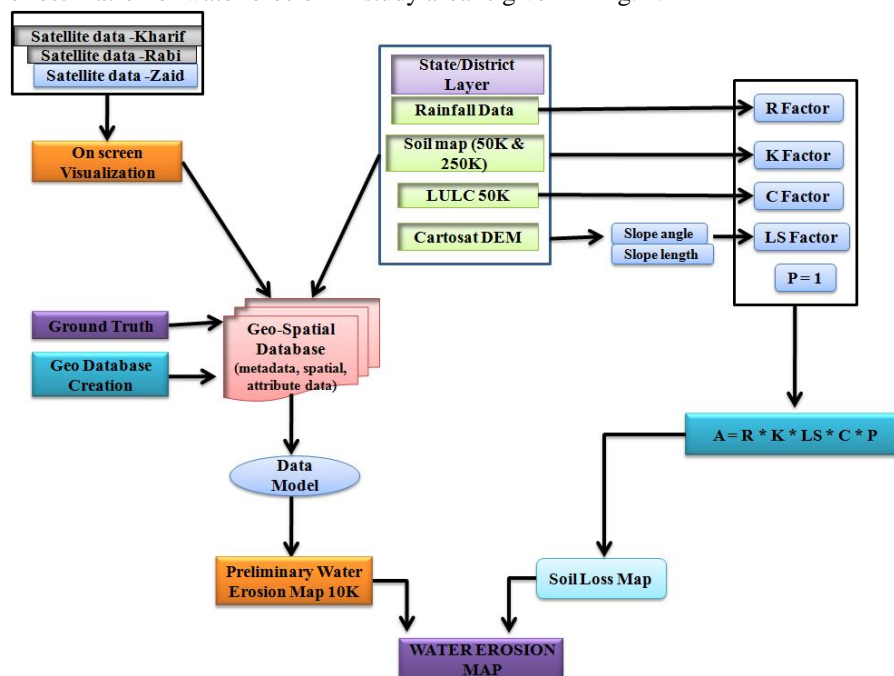 Satellite data -Kharif
Satellite data -Rabi
Satellite data -Zaid
On screen
Visualization
State/District
Layer
Rainfall Data
Soil map (50K &
250K)
LULC 50K
Cartosat DEM
Slope angle
Slope length
R Factor
K Factor
C Factor
LS Factor
P = 1
Ground Truth
Geo Database
Creation
Geo-Spatial
Database
(metadata, spatial,
attribute data)
A = R * K * LS * C * P
Data
Model
Preliminary Water
Erosion Map 10K
Soil Loss Map
WATER EROSION
MAP